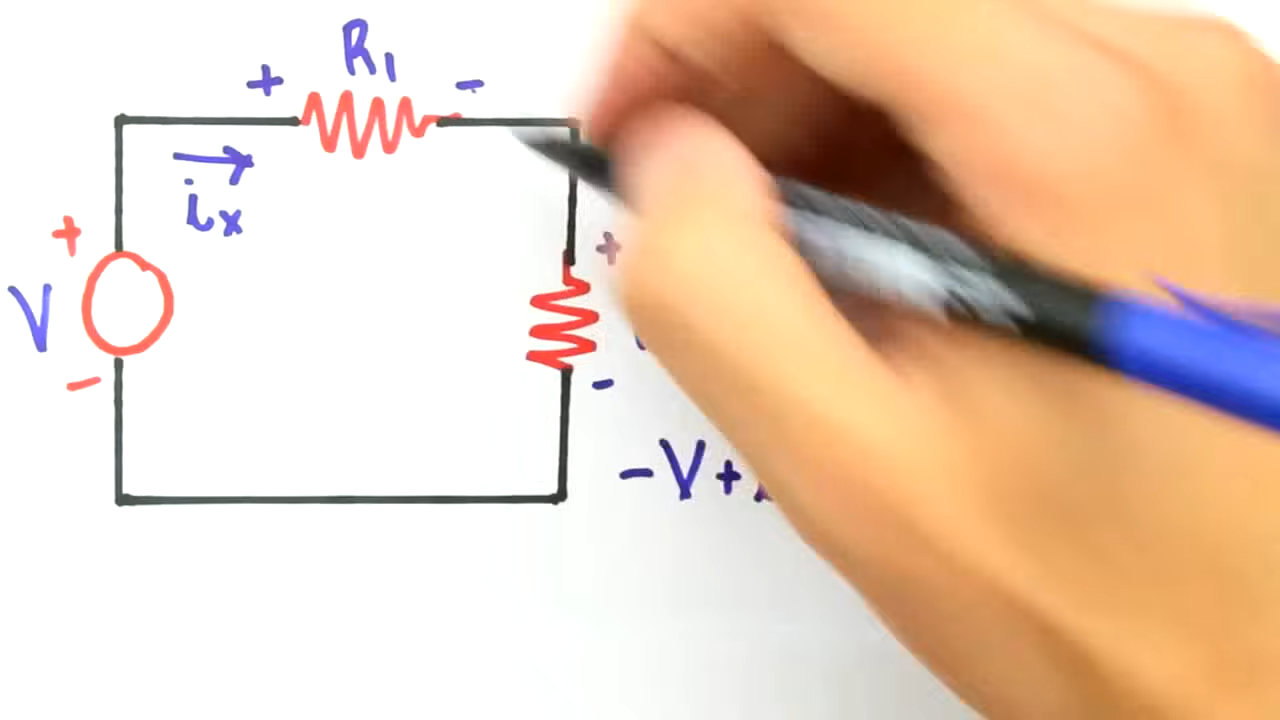 + R1 -
ix
+
V
-
+
-
-V+